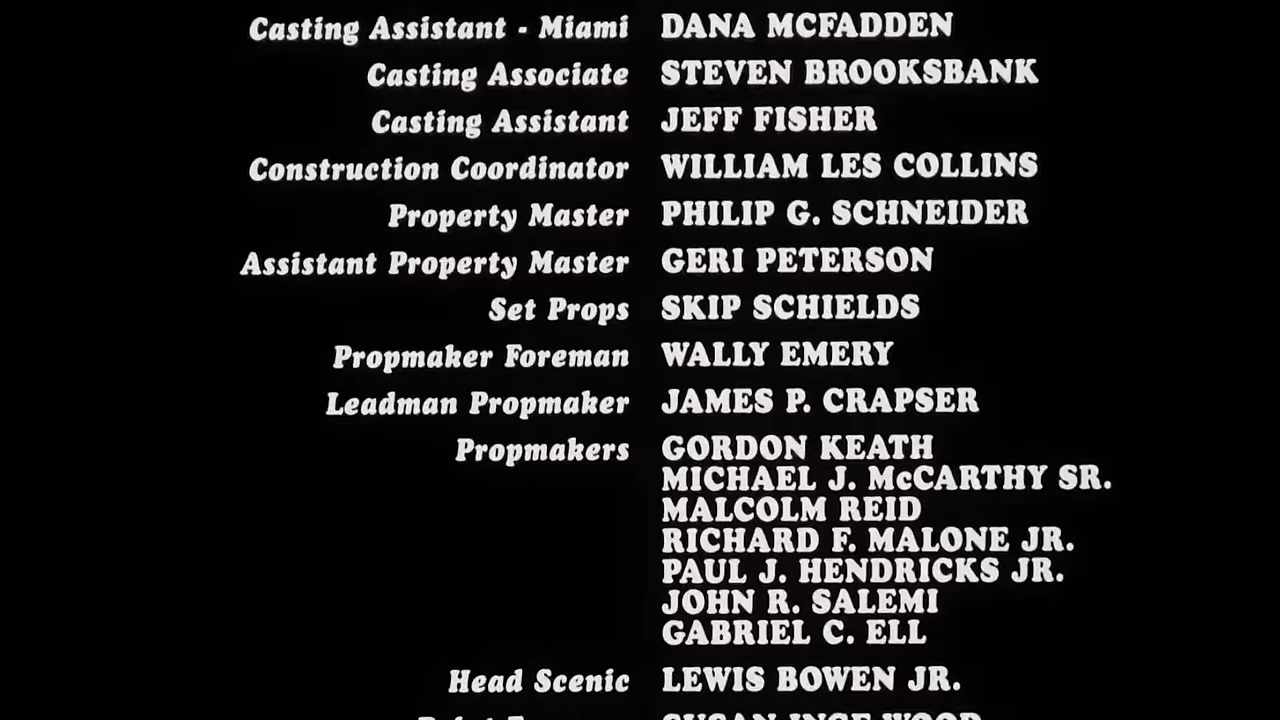 Casting Assistant - Miami DANA MCFADDEN
Casting Associate STEVEN BROOKSBANK
Casting Assistant JEFF FISHER
Construction Coordinator WILLIAM LES COLLINS
Property Master PHILIP G. SCHNEIDER
Assistant Property Master GERI PETERSON
Set Props SKIP SCHIELDS
Propmaker Foreman WALLY EMERY
Leadman Propmaker JAMES P. CRAPSER
Propmakers GORDON KEATH
MICHAEL J. McCARTHY SR.
MALCOLM REID
RICHARD F. MALONE JR.
PAUL J. HENDRICKS JR.
JOHN R. SALEMI
GABRIEL C. ELL
Head Scenic LEWIS BOWEN JR.
SUSAN INGE WOOD